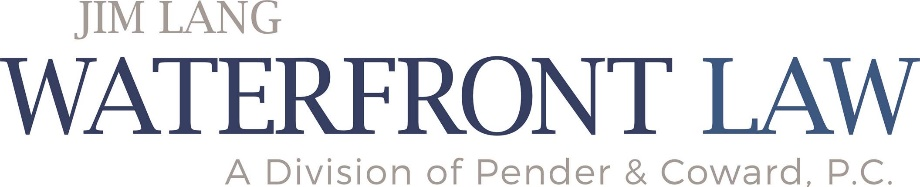 JIM LANG
WATERFRONT LAW
A Division of Pender & Coward, P.C.